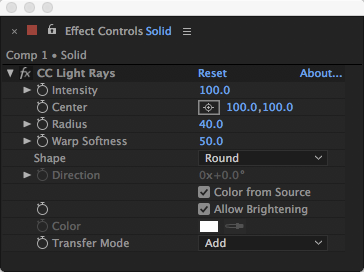 × Effect Controls Solid ≡
Comp 1 • Solid
fx CC Light Rays Reset About...
Intensity 100.0
Center 100.0,100.0
Radius 40.0
Warp Softness 50.0
Shape Round
Direction 0x+0.0°
Color from Source
Allow Brightening
Color
Transfer Mode Add